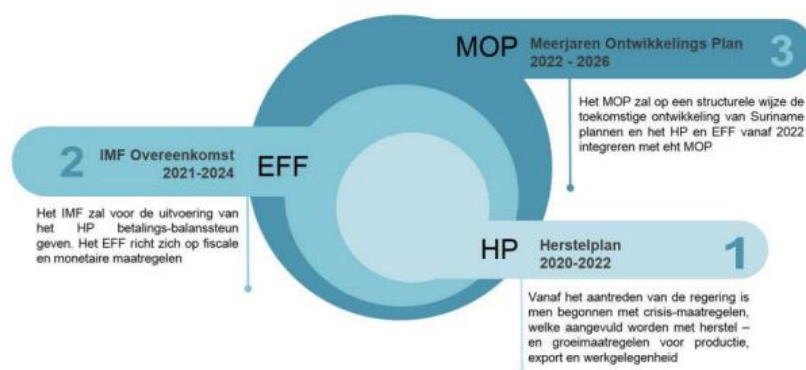 MOP
Meerjaren Ontwikkelings Plan
2022 - 2026
3
Het MOP zal op een structurele wijze de
toekomstige ontwikkeling van Suriname
plannen en het HP en EFF vanaf 2022
integreren met eht MOP
2
IMF Overeenkomst
2021-2024
EFF
Het IMF zal voor de uitvoering van
het HP betalings-balanssteun
geven. Het EFF richt zich op fiscale
en monetaire maatregelen
HP
Herstelplan
2020-2022
1
Vanaf het aantreden van de regering is
men begonnen met crisis-maatregelen,
welke aangevuld worden met herstel –
en groeimaatregelen voor productie,
export en werkgelegenheid